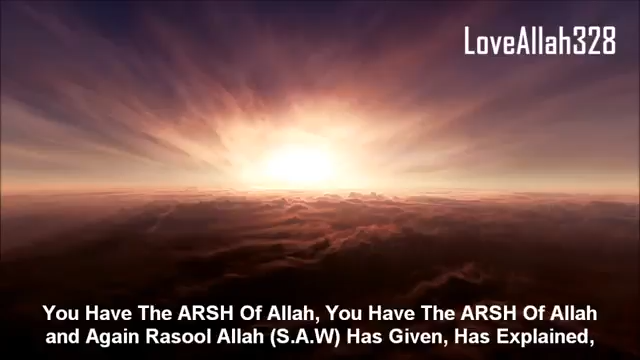 LoveAllah328
You Have The ARSH Of Allah, You Have The ARSH Of Allah
and Again Rasool Allah (S.A.W) Has Given, Has Explained,